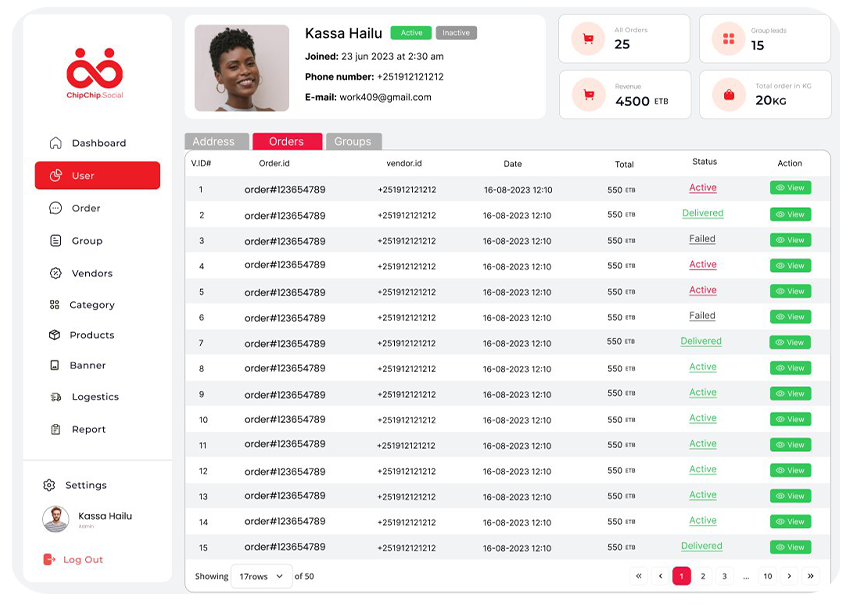 ChipChip.Social
Dashboard
User
Order
Group
Vendors
Category
Products
Banner
Logestics
Report
Settings
Kassa Hailu
Admin
Log Out
Kassa Hailu Active Inactive
Joined: 23 jun 2023 at 2:30 am
Phone number: +251912121212
E-mail: work409@gmail.com
All Orders
25
Group leads
15
Revenue
4500 ETB
Total order in KG
20KG
Address Orders Groups
V.ID# Order.id vendor.id Date Total Status Action
1 order#123654789 +251912121212 16-08-2023 12:10 550 ETB Active View
2 order#123654789 +251912121212 16-08-2023 12:10 550 ETB Delivered View
3 order#123654789 +251912121212 16-08-2023 12:10 550 ETB Failed View
4 order#123654789 +251912121212 16-08-2023 12:10 550 ETB Active View
5 order#123654789 +251912121212 16-08-2023 12:10 550 ETB Active View
6 order#123654789 +251912121212 16-08-2023 12:10 550 ETB Failed View
7 order#123654789 +251912121212 16-08-2023 12:10 550 ETB Delivered View
8 order#123654789 +251912121212 16-08-2023 12:10 550 ETB Active View
9 order#123654789 +251912121212 16-08-2023 12:10 550 ETB Active View
10 order#123654789 +251912121212 16-08-2023 12:10 550 ETB Active View
11 order#123654789 +251912121212 16-08-2023 12:10 550 ETB Active View
12 order#123654789 +251912121212 16-08-2023 12:10 550 ETB Active View
13 order#123654789 +251912121212 16-08-2023 12:10 550 ETB Active View
14 order#123654789 +251912121212 16-08-2023 12:10 550 ETB Active View
15 order#123654789 +251912121212 16-08-2023 12:10 550 ETB Delivered View
Showing 17rows of 50 « ‹ 1 2 3 ... 10 › »